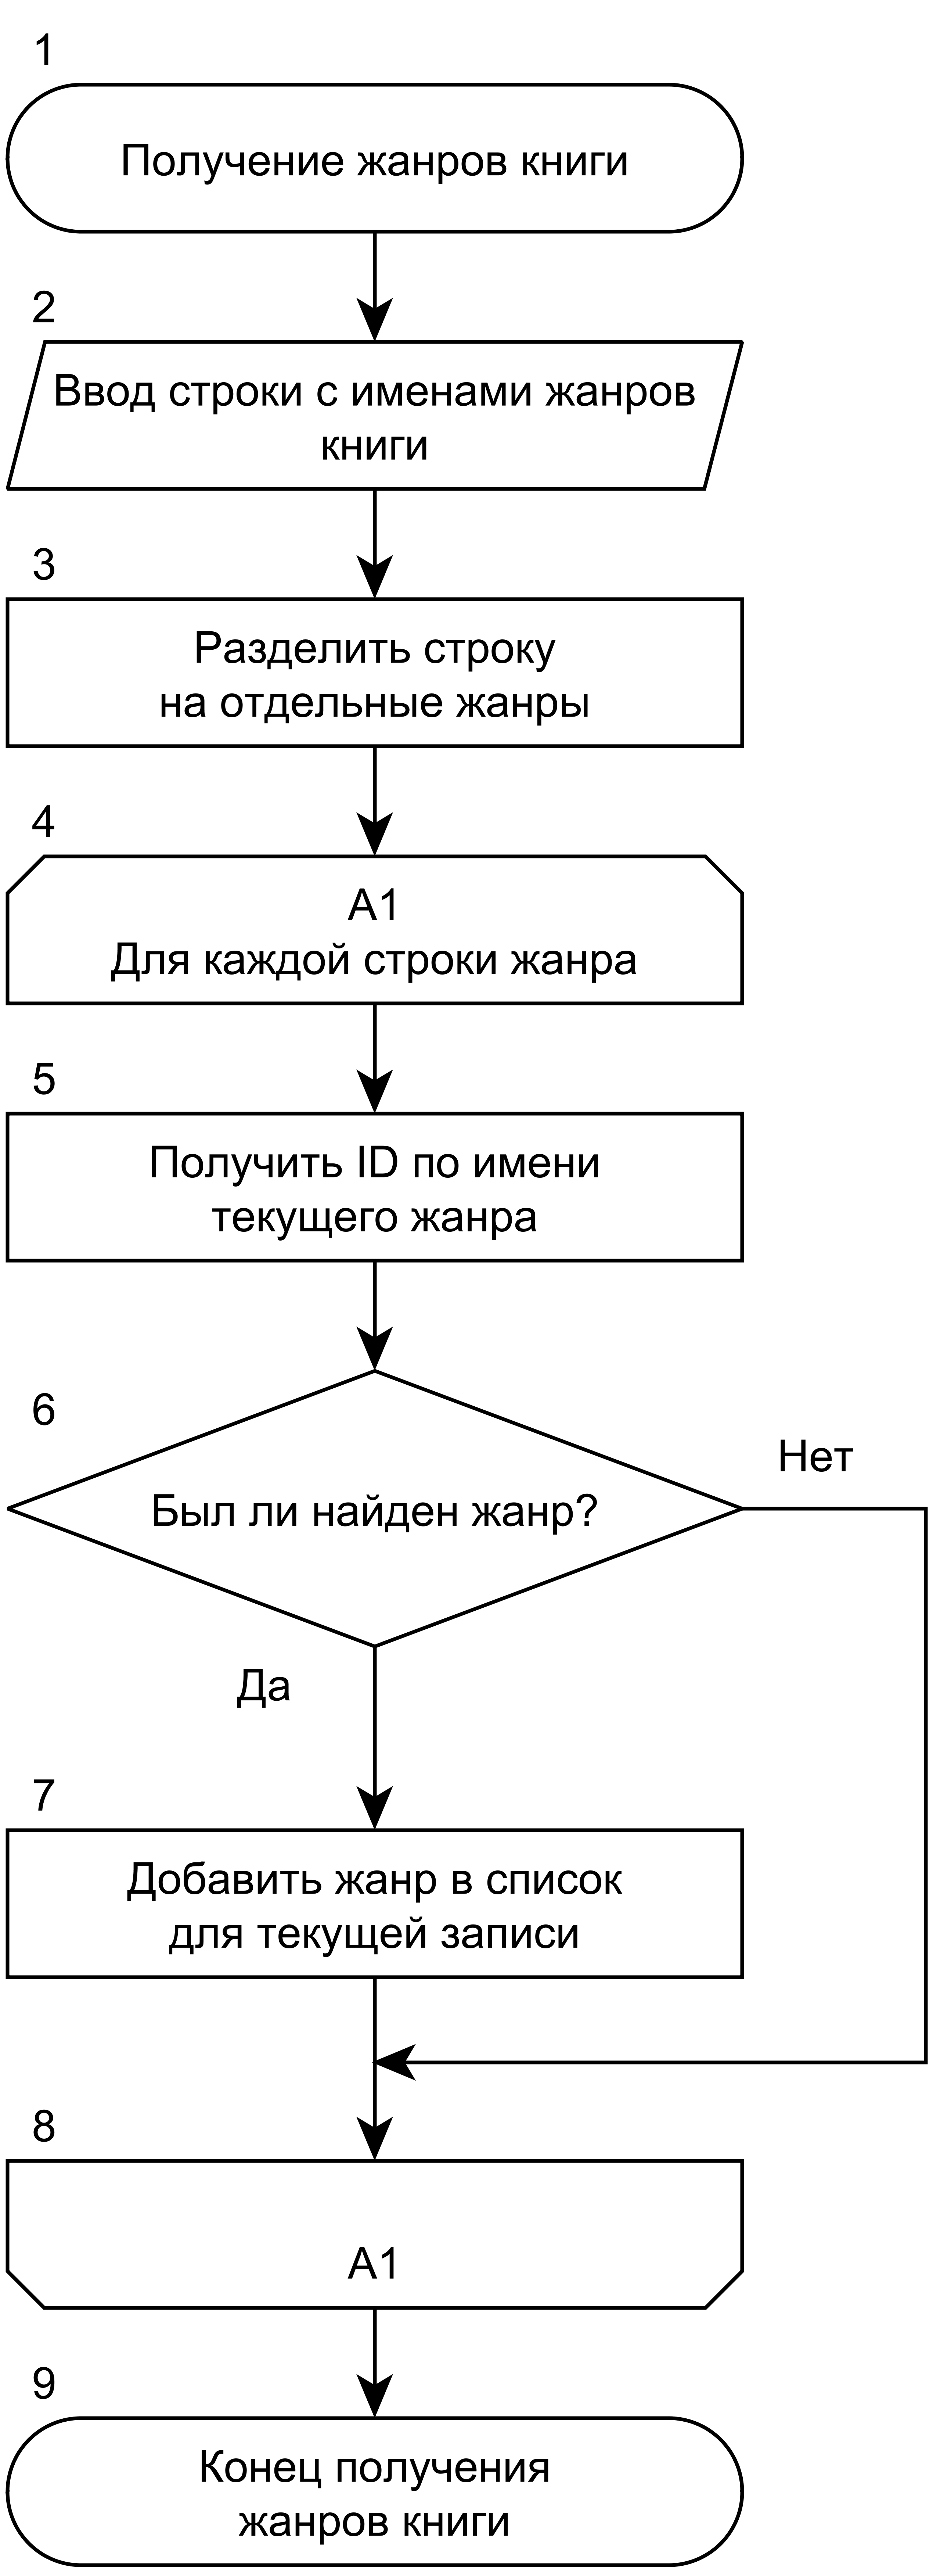 1
Получение жанров книги
2
Ввод строки с именами жанров
книги
3
Разделить строку
на отдельные жанры
4
А1
Для каждой строки жанра
5
Получить ID по имени
текущего жанра
6
Был ли найден жанр?
Нет
Да
7
Добавить жанр в список
для текущей записи
8
А1
9
Конец получения
жанров книги